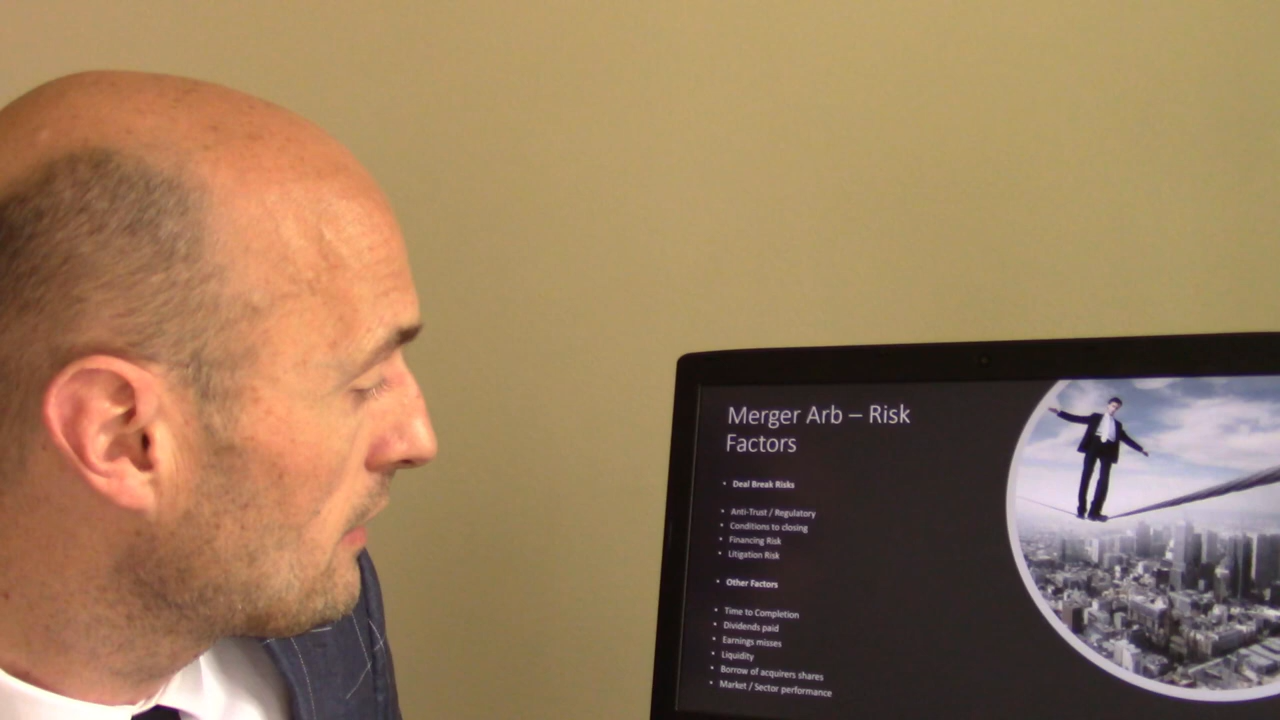 Merger Arb – Risk
Factors
• Deal Break Risks
• Anti-Trust / Regulatory
• Conditions to closing
• Financing Risk
• Litigation Risk
• Other Factors
• Time to Completion
• Dividends paid
• Earnings misses
• Liquidity
• Borrow of acquirers shares
• Market / Sector performance